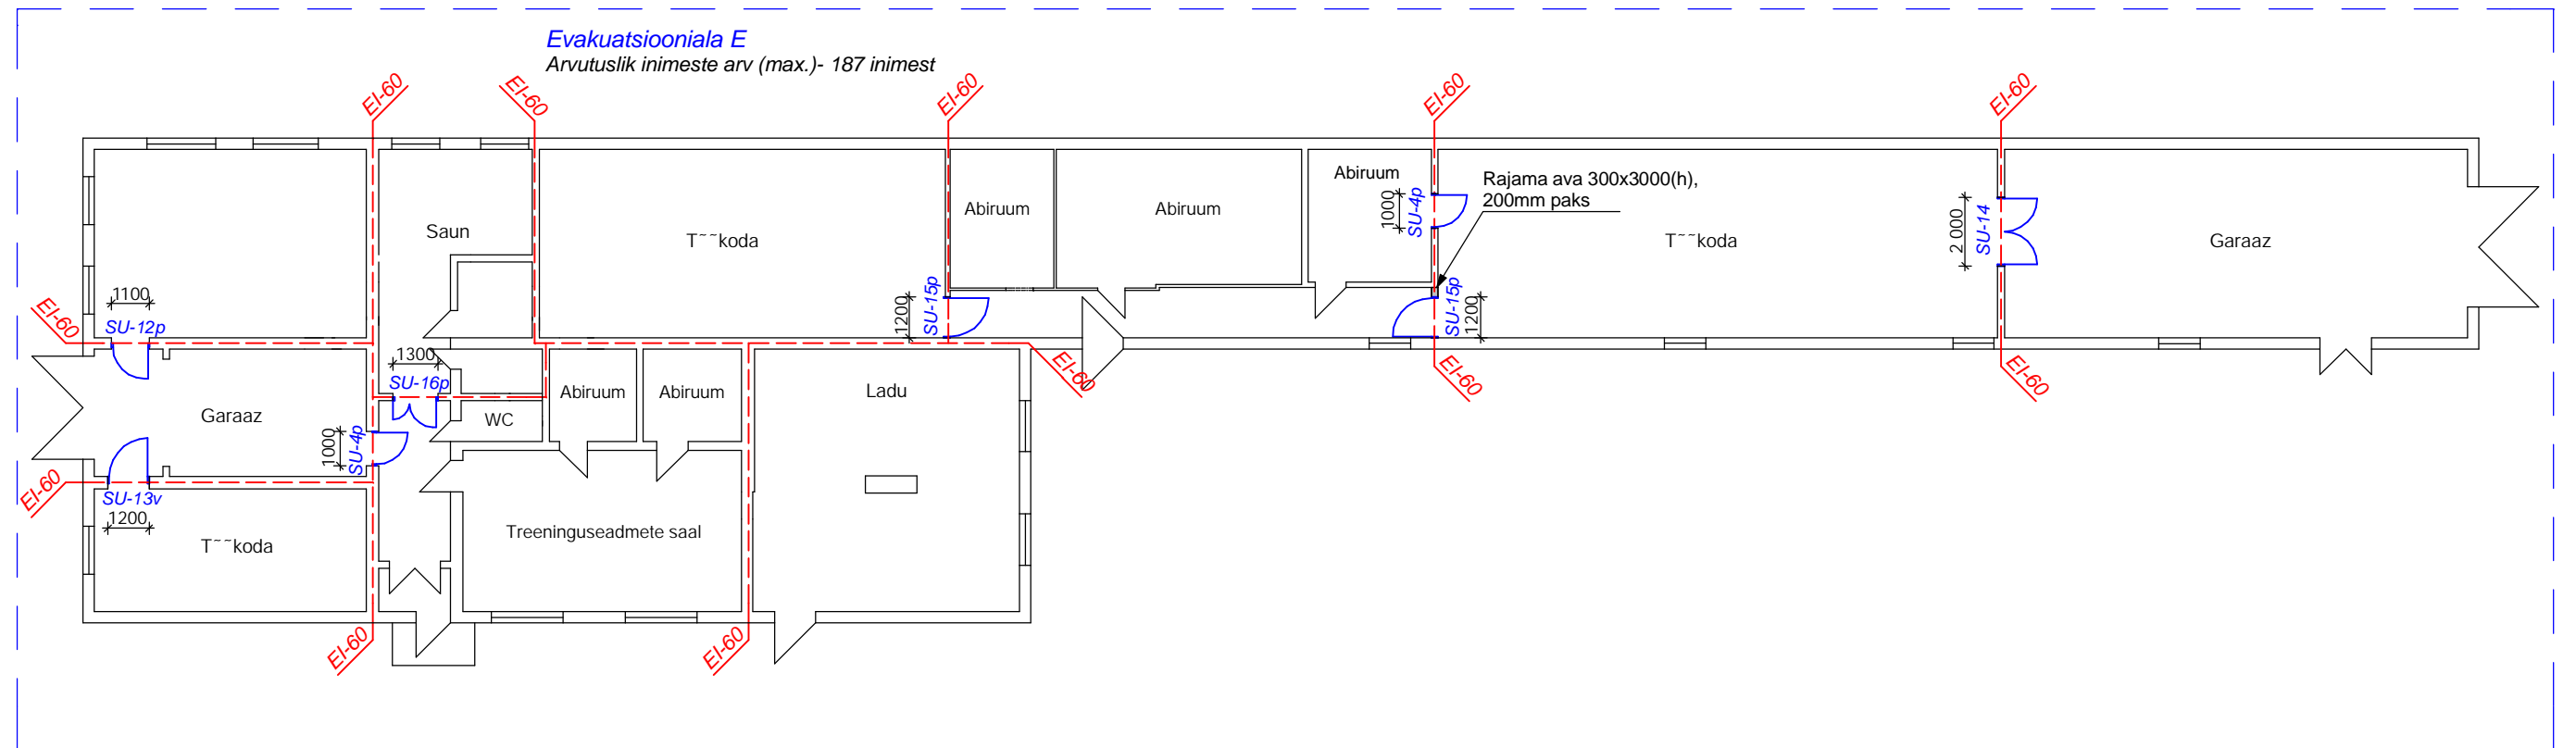 Evakuatsiooniala E
Arvutuslik inimeste arv (max.)- 187 inimest
EI-60
EI-60
EI-60
EI-60
EI-60
Rajama ava 300x3000(h),
200mm paks
Abiruum
1000
SU-4p
Abiruum
Abiruum
Saun
T~~koda
T~~koda
2 000
SU-14
Garaaz
1100
SU-12p
EI-60
1200
SU-15p
SU-15p
1200
1300
SU-16p
EI-60
EI-60
EI-60
Abiruum
Abiruum
Ladu
Garaaz
WC
1000
SU-4p
EI-60
SU-13v
1200
T~~koda
Treeninguseadmete saal
EI-60
EI-60